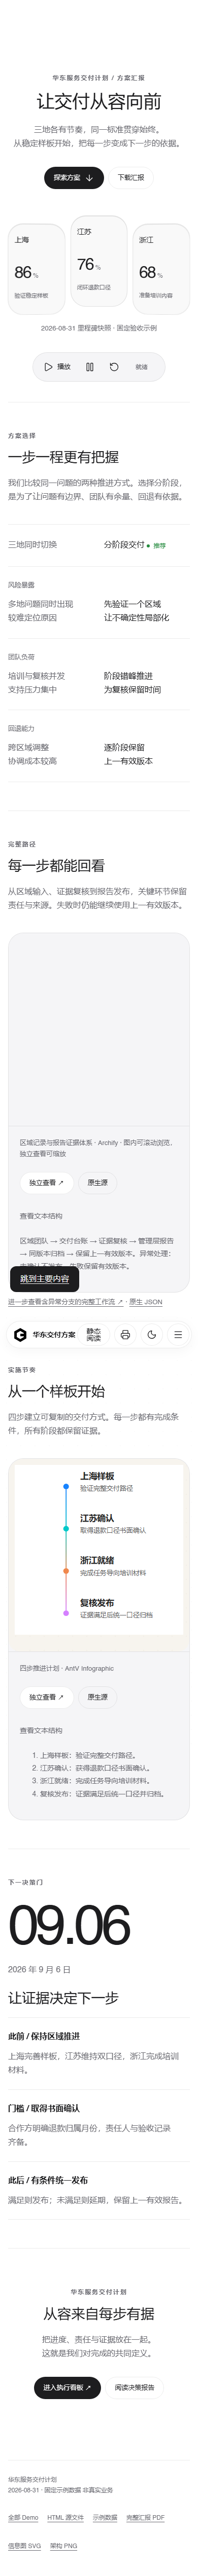 华东服务交付计划 / 方案汇报
让交付从容向前
三地各有节奏，同一标准贯穿始终。
从稳定样板开始，把每一步变成下一步的依据。
探索方案 ↓
下载汇报
上海
86%
验证稳定样板
江苏
76%
闭环退款口径
浙江
68%
准备培训内容
2026-08-31 里程碑快照 · 固定验收示例
播放
就绪
方案选择
一步一程更有把握
我们比较同一问题的两种推进方式。选择分阶段，
是为了让问题有边界、团队有余量、回退有依据。
三地同时切换
分阶段交付 ● 推荐
风险暴露
多地问题同时出现
较难定位原因
先验证一个区域
让不确定性局部化
团队负荷
培训与复核并发
支持压力集中
阶段错峰推进
为复核保留时间
回退能力
跨区域调整
协调成本较高
逐阶段保留
上一有效版本
完整路径
每一步都能回看
从区域输入、证据复核到报告发布，关键环节保留
责任与来源。失败时仍能继续使用上一有效版本。
区域记录与报告证据体系 · Archify · 图内可滚动浏览，
独立查看可缩放
独立查看 ↗
原生源
查看文本结构
区域团队 → 交付台账 → 证据复核 → 管理层报告
→ 同版本归档 → 保留上一有效版本。异常处理：
失败保留有效版本。
跳到主要内容
进一步查看含异常分支的完整工作流 ↗ · 原生 JSON
华东交付方案
静态
阅读
实施节奏
从一个样板开始
四步建立可复制的交付方式。每一步都有完成条
件，所有阶段都保留证据。
上海样板
验证完整交付路径
江苏确认
取得退款口径书面确认
浙江就绪
完成任务导向培训材料
复核发布
证据满足后统一口径归档
四步推进计划 · AntV Infographic
独立查看 ↗
原生源
查看文本结构
1. 上海样板：验证完整交付路径。
2. 江苏确认：获得退款口径书面确认。
3. 浙江就绪：完成任务导向培训材料。
4. 复核发布：证据满足后统一口径并归档。
下一决策门
09.06
2026 年 9 月 6 日
让证据决定下一步
此前 / 保持区域推进
上海完善样板，江苏维持双口径，浙江完成培训
材料。
门槛 / 取得书面确认
合作方明确退款归属月份，责任人与验收记录
齐备。
此后 / 有条件统一发布
满足则发布；未满足则延期，保留上一有效报告。
华东服务交付计划
从容来自每步有据
把进度、责任与证据放在一起。
这就是我们对完成的共同定义。
进入执行看板 ↗
阅读决策报告
华东服务交付计划
2026-08-31 · 固定示例数据 非真实业务
全部 Demo
HTML 源文件
示例数据
完整汇报 PDF
信息图 SVG
架构 PNG